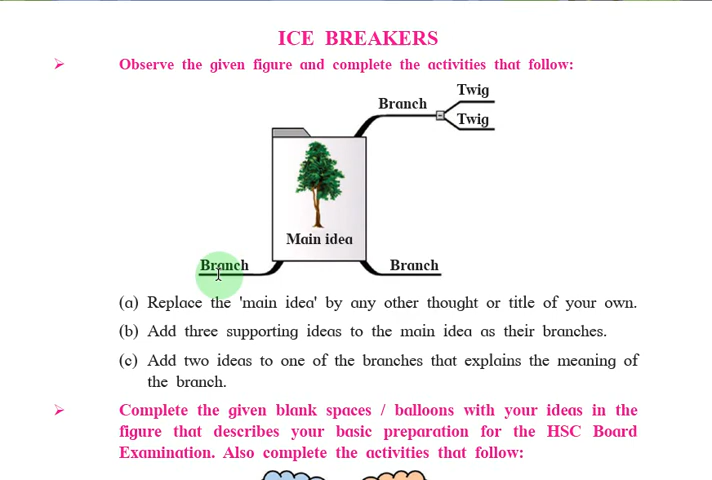 ICE BREAKERS
➢ Observe the given figure and complete the activities that follow:
Twig
Branch
Twig
Main idea
Branch
Branch
(a) Replace the 'main idea' by any other thought or title of your own.
(b) Add three supporting ideas to the main idea as their branches.
(c) Add two ideas to one of the branches that explains the meaning of
the branch.
➢ Complete the given blank spaces / balloons with your ideas in the
figure that describes your basic preparation for the HSC Board
Examination. Also complete the activities that follow: